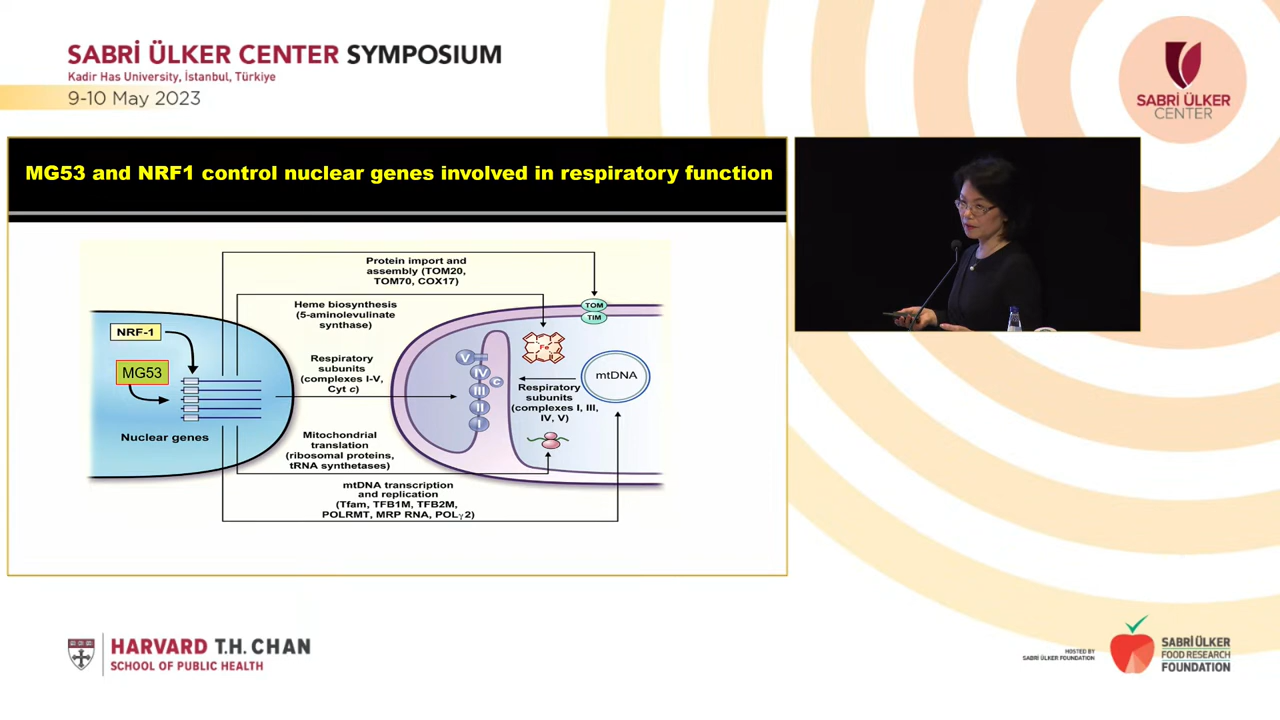 SABRİ ÜLKER CENTER SYMPOSIUM
Kadir Has University, İstanbul, Türkiye
9-10 May 2023
SABRİ ÜLKER
CENTER
MG53 and NRF1 control nuclear genes involved in respiratory function
Protein import and
assembly (TOM20,
TOM70, COX17)
Heme biosynthesis
(5-aminolevulinate
synthase)
TOM
TIM
NRF-1
MG53
Nuclear genes
Respiratory
subunits
(complexes I-V,
Cyt c)
Fe
V
IV
c
III
II
I
mtDNA
Respiratory
subunits
(complexes I, III,
IV, V)
Mitochondrial
translation
(ribosomal proteins,
tRNA synthetases)
mtDNA transcription
and replication
(Tfam, TFB1M, TFB2M,
POLRMT, MRP RNA, POLγ2)
HARVARD T.H. CHAN
SCHOOL OF PUBLIC HEALTH
HOSTED BY
SABRİ ÜLKER FOUNDATION
SABRİ ÜLKER
FOOD RESEARCH
FOUNDATION